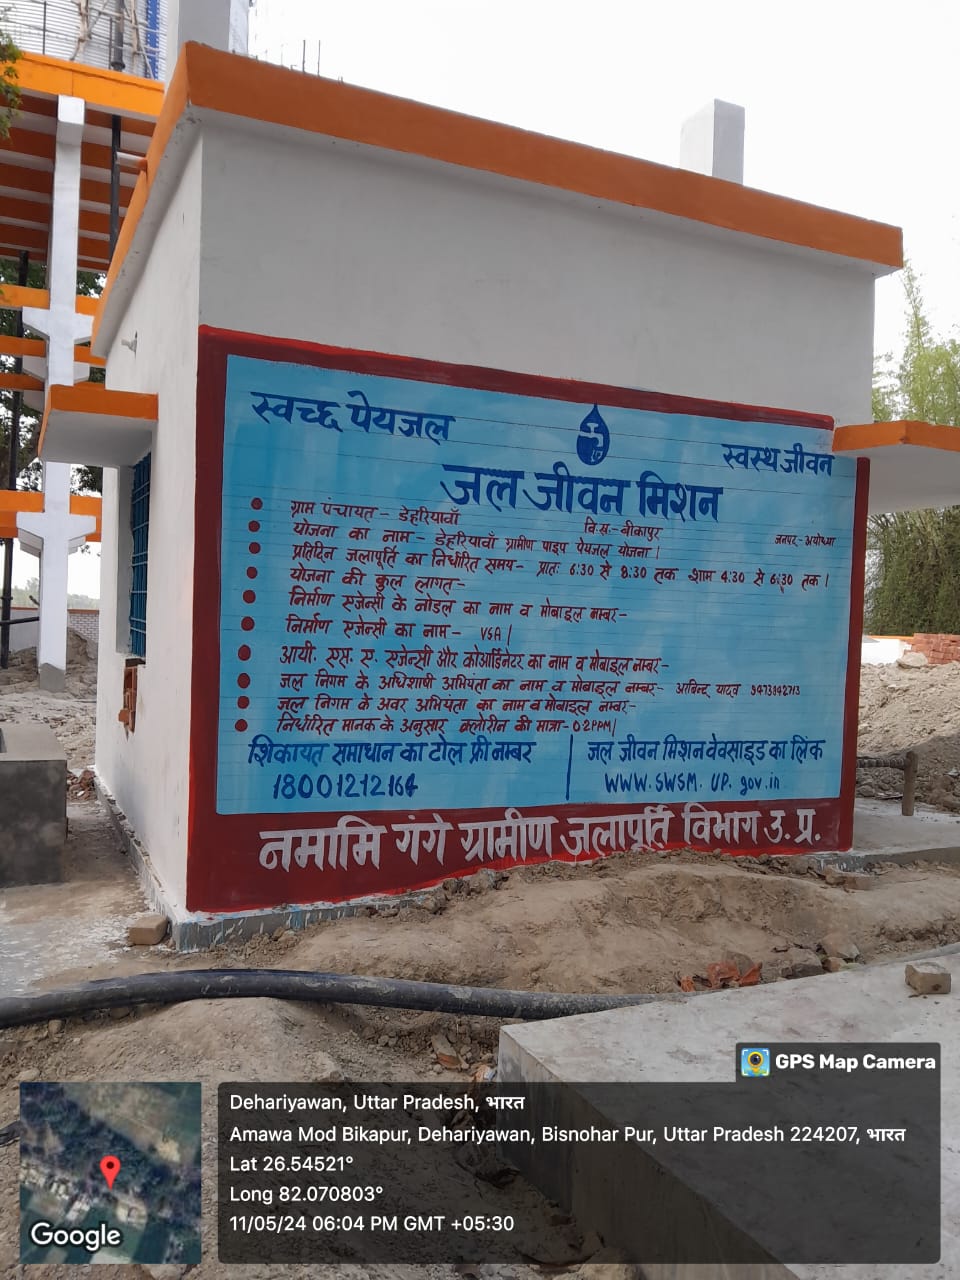 स्वच्छ पेयजल
स्वस्थ जीवन
जल जीवन मिशन
ग्राम पंचायत- डेहरियावाँ वि.ख.- बीकापुर जनपद- अयोध्या
योजना का नाम- डेहरियावाँ ग्रामीण पाइप पेयजल योजना।
प्रतिदिन जलापूर्ति का निर्धारित समय- प्रातः 6:30 से 8:30 तक शाम 4:30 से 6:30 तक।
योजना की कुल लागत-
निर्माण एजेन्सी के नोडल का नाम व मोबाइल नम्बर-
निर्माण एजेन्सी का नाम- VSA|
आयी. एस. ए. एजेन्सी और कोआर्डिनेटर का नाम व मोबाइल नम्बर-
जल निगम के अधिशाषी अभियंता का नाम व मोबाइल नम्बर- यादव
जल निगम के अवर अभियंता का नाम व मोबाइल नम्बर-
निर्धारित मानक के अनुसार क्लोरीन की मात्रा- 02PPM|
शिकायत समाधान का टोल फ्री नम्बर
18001212164
जल जीवन मिशन वेवसाइड का लिंक
WWW.SWSM.UP.gov.in
नमामि गंगे ग्रामीण जलापूर्ति विभाग उ.प्र.
GPS Map Camera
Dehariyawan, Uttar Pradesh, भारत
Amawa Mod Bikapur, Dehariyawan, Bisnohar Pur, Uttar Pradesh 224207, भारत
Lat 26.54521°
Long 82.070803°
11/05/24 06:04 PM GMT +05:30
Google